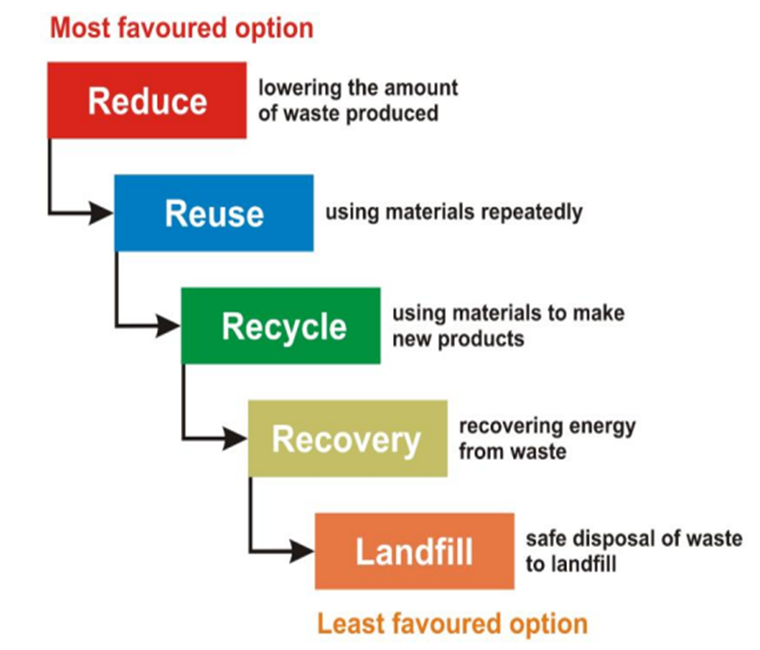 Most favoured option
Reduce
lowering the amount
of waste produced
Reuse
using materials repeatedly
Recycle
using materials to make
new products
Recovery
recovering energy
from waste
Landfill
safe disposal of waste
to landfill
Least favoured option